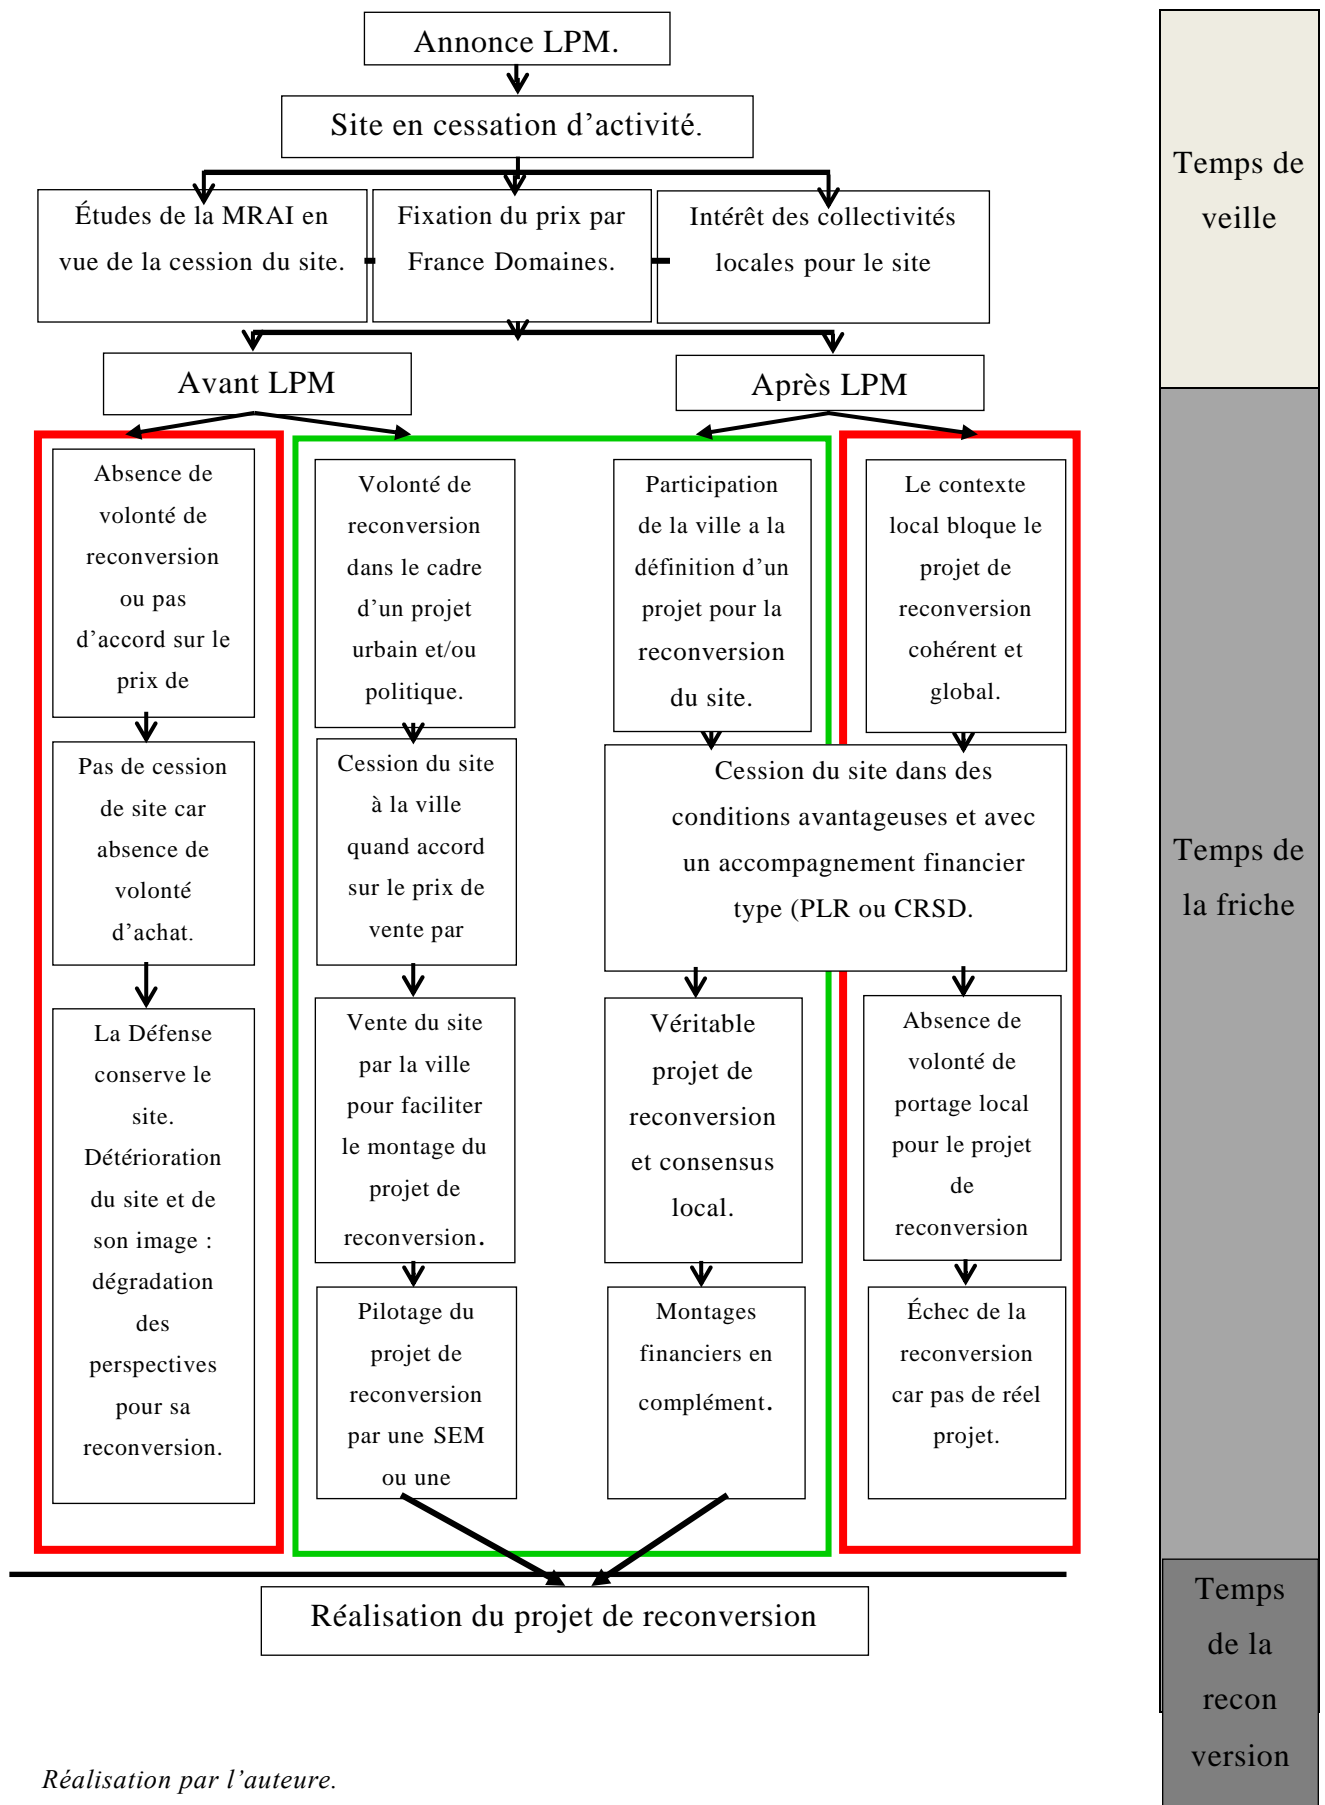 Annonce LPM.
Site en cessation d’activité.
Études de la MRAI en
vue de la cession du site.
Fixation du prix par
France Domaines.
Intérêt des collectivités
locales pour le site
Avant LPM
Après LPM
Absence de
volonté de
reconversion
ou pas
d’accord sur le
prix de
Pas de cession
de site car
absence de
volonté
d’achat.
La Défense
conserve le
site.
Détérioration
du site et de
son image :
dégradation
des
perspectives
pour sa
reconversion.
Volonté de
reconversion
dans le cadre
d’un projet
urbain et/ou
politique.
Cession du site
à la ville
quand accord
sur le prix de
vente par
Vente du site
par la ville
pour faciliter
le montage du
projet de
reconversion.
Pilotage du
projet de
reconversion
par une SEM
ou une
Participation
de la ville a la
définition d’un
projet pour la
reconversion
du site.
Le contexte
local bloque le
projet de
reconversion
cohérent et
global.
Cession du site dans des
conditions avantageuses et avec
un accompagnement financier
type (PLR ou CRSD.
Véritable
projet de
reconversion
et consensus
local.
Montages
financiers en
complément.
Absence de
volonté de
portage local
pour le projet
de
reconversion
Échec de la
reconversion
car pas de réel
projet.
Réalisation du projet de reconversion
Temps de
veille
Temps de
la friche
Temps
de la
recon
version
Réalisation par l’auteure.